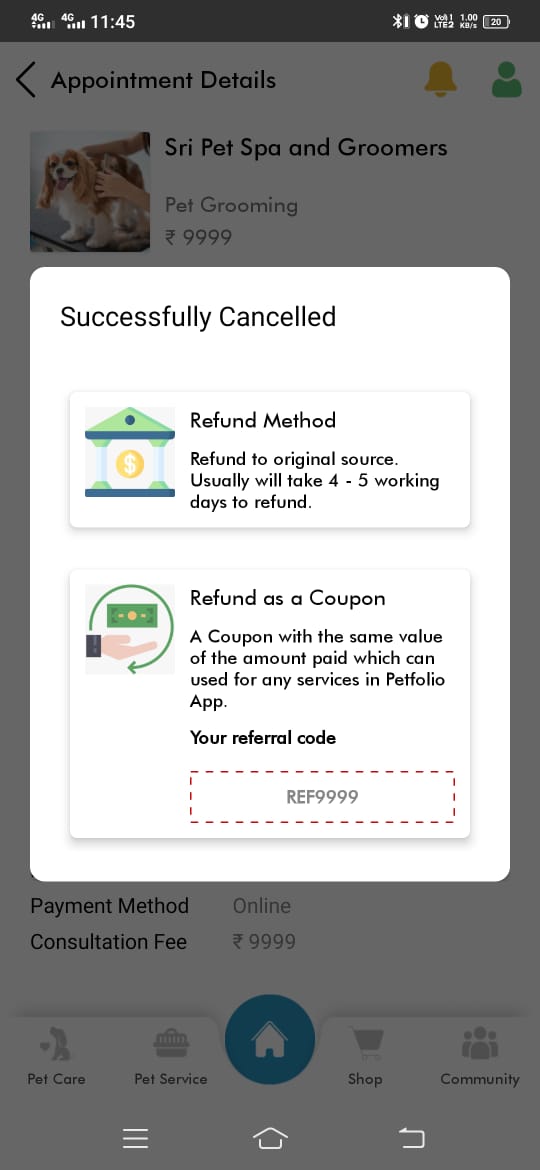 4G 4G 11:45 Vo)) 1 LTE2 1.00 KB/s 20
Appointment Details
Sri Pet Spa and Groomers
Pet Grooming
₹ 9999
Successfully Cancelled
Refund Method
Refund to original source.
Usually will take 4 - 5 working
days to refund.
Refund as a Coupon
A Coupon with the same value
of the amount paid which can
used for any services in Petfolio
App.
Your referral code
REF9999
Payment Method Online
Consultation Fee ₹ 9999
Pet Care Pet Service Shop Community